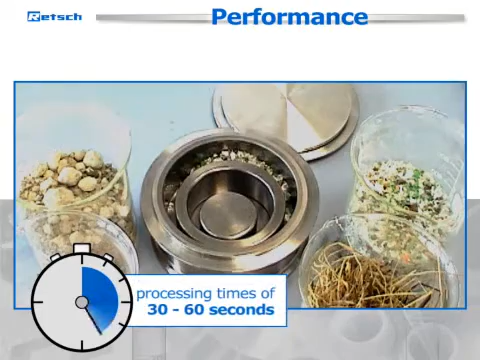 Retsch
Performance
processing times of
30 - 60 seconds